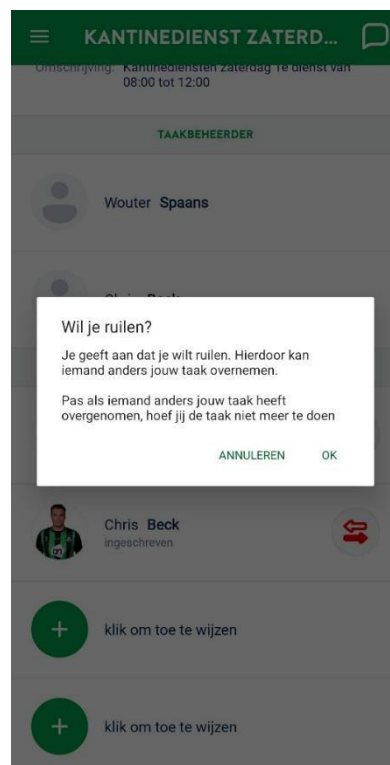 KANTINEDIENST ZATERD...
Omschrijving: Kantinediensten zaterdag 1e dienst van
08:00 tot 12:00
TAAKBEHEERDER
Wouter Spaans
Wil je ruilen?
Je geeft aan dat je wilt ruilen. Hierdoor kan
iemand anders jouw taak overnemen.
Pas als iemand anders jouw taak heeft
overgenomen, hoef jij de taak niet meer te doen
ANNULEREN OK
Chris Beck
ingeschreven
klik om toe te wijzen
klik om toe te wijzen